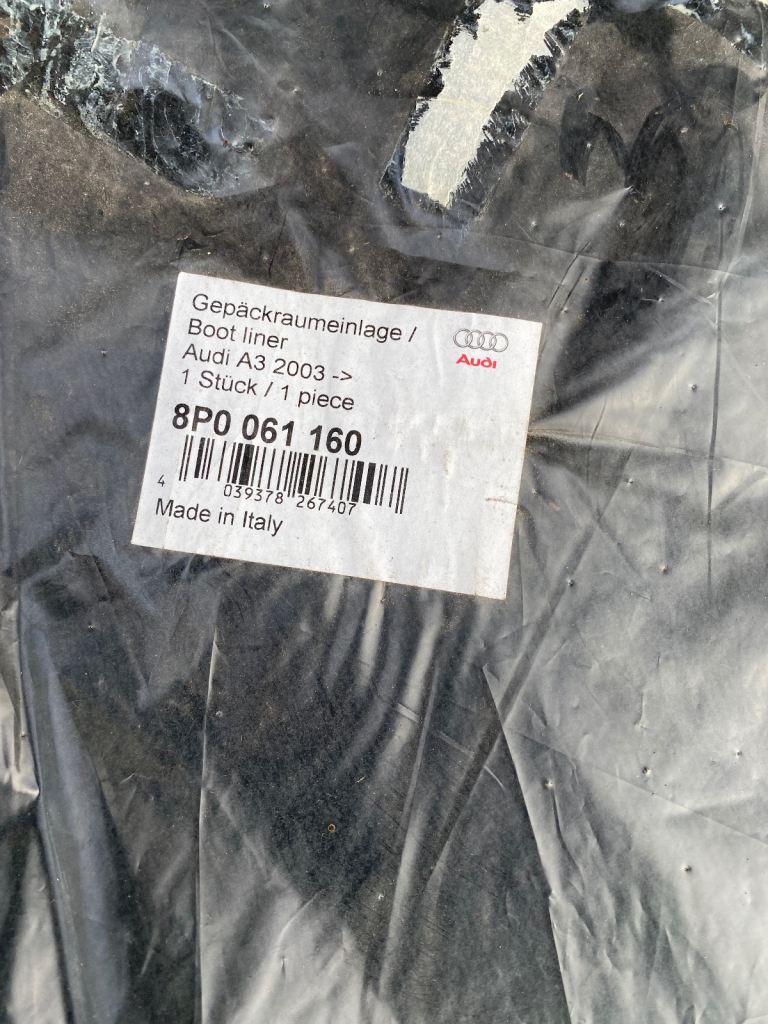 Gepäckraumeinlage /
Boot liner
Audi A3 2003 ->
1 Stück / 1 piece
Audi
8P0 061 160
4 039378 267407
Made in Italy